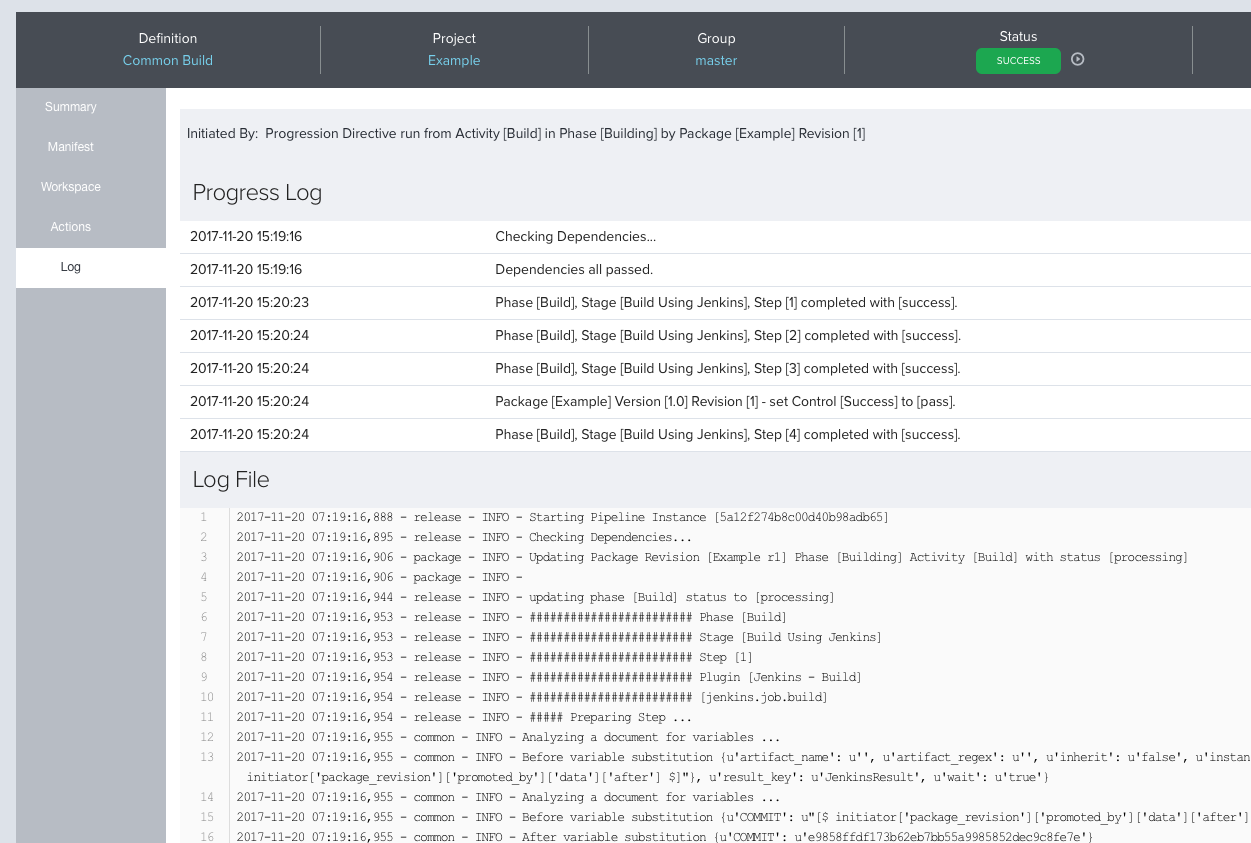 Definition Project Group Status
Common Build Example master SUCCESS
Summary
Manifest
Workspace
Actions
Log
Initiated By: Progression Directive run from Activity [Build] in Phase [Building] by Package [Example] Revision [1]
Progress Log
2017-11-20 15:19:16 Checking Dependencies...
2017-11-20 15:19:16 Dependencies all passed.
2017-11-20 15:20:23 Phase [Build], Stage [Build Using Jenkins], Step [1] completed with [success].
2017-11-20 15:20:24 Phase [Build], Stage [Build Using Jenkins], Step [2] completed with [success].
2017-11-20 15:20:24 Phase [Build], Stage [Build Using Jenkins], Step [3] completed with [success].
2017-11-20 15:20:24 Package [Example] Version [1.0] Revision [1] - set Control [Success] to [pass].
2017-11-20 15:20:24 Phase [Build], Stage [Build Using Jenkins], Step [4] completed with [success].
Log File
1 2017-11-20 07:19:16,888 - release - INFO - Starting Pipeline Instance [5a12f274b8c00d40b98adb65]
2 2017-11-20 07:19:16,895 - release - INFO - Checking Dependencies...
3 2017-11-20 07:19:16,906 - package - INFO - Updating Package Revision [Example r1] Phase [Building] Activity [Build] with status [processing]
4 2017-11-20 07:19:16,906 - package - INFO -
5 2017-11-20 07:19:16,944 - release - INFO - updating phase [Build] status to [processing]
6 2017-11-20 07:19:16,953 - release - INFO - ######################## Phase [Build]
7 2017-11-20 07:19:16,953 - release - INFO - ######################## Stage [Build Using Jenkins]
8 2017-11-20 07:19:16,953 - release - INFO - ######################## Step [1]
9 2017-11-20 07:19:16,954 - release - INFO - ######################## Plugin [Jenkins - Build]
10 2017-11-20 07:19:16,954 - release - INFO - ######################## [jenkins.job.build]
11 2017-11-20 07:19:16,954 - release - INFO - ##### Preparing Step ...
12 2017-11-20 07:19:16,955 - common - INFO - Analyzing a document for variables ...
13 2017-11-20 07:19:16,955 - common - INFO - Before variable substitution {u'artifact_name': u'', u'artifact_regex': u'', u'inherit': u'false', u'instan
initiator['package_revision']['promoted_by']['data']['after'] $]"}, u'result_key': u'JenkinsResult', u'wait': u'true'}
14 2017-11-20 07:19:16,955 - common - INFO - Analyzing a document for variables ...
15 2017-11-20 07:19:16,955 - common - INFO - Before variable substitution {u'COMMIT': u"[$ initiator['package_revision']['promoted_by']['data']['after']
16 2017-11-20 07:19:16,955 - common - INFO - After variable substitution {u'COMMIT': u'e9858ffdf173b62eb7bb55a9985852dec9c8fe7e'}